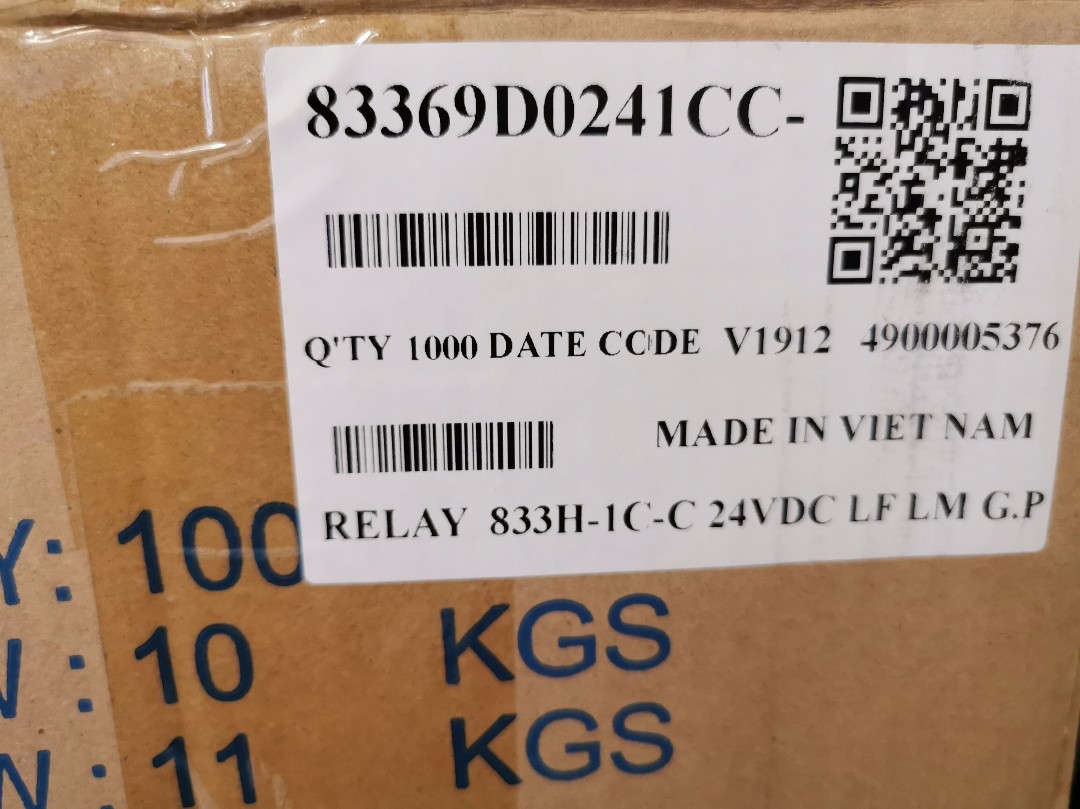 83369D0241CC-
Q'TY 1000 DATE CODE V1912 4900005376
MADE IN VIET NAM
RELAY 833H-1C-C 24VDC LF LM G.P
Y: 100
: 10 KGS
W : 11 KGS